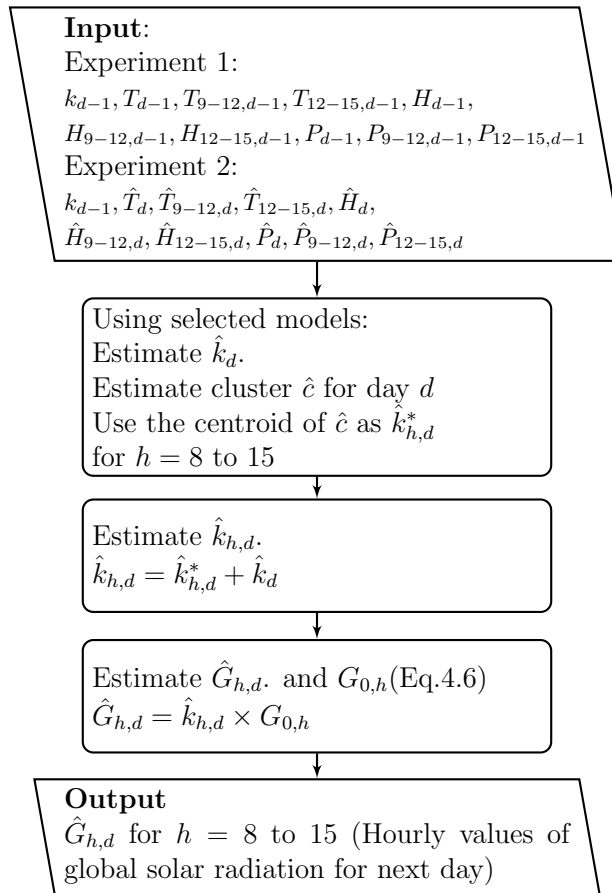 Input:
Experiment 1:
k_{d−1}, T_{d−1}, T_{9−12,d−1}, T_{12−15,d−1}, H_{d−1},
H_{9−12,d−1}, H_{12−15,d−1}, P_{d−1}, P_{9−12,d−1}, P_{12−15,d−1}
Experiment 2:
k_{d−1}, T̂_d, T̂_{9−12,d}, T̂_{12−15,d}, Ĥ_d,
Ĥ_{9−12,d}, Ĥ_{12−15,d}, P̂_d, P̂_{9−12,d}, P̂_{12−15,d}
Using selected models:
Estimate k̂_d.
Estimate cluster ĉ for day d
Use the centroid of ĉ as k̂*_{h,d}
for h = 8 to 15
Estimate k̂_{h,d}.
k̂_{h,d} = k̂*_{h,d} + k̂_d
Estimate Ĝ_{h,d}. and G_{0,h}(Eq.4.6)
Ĝ_{h,d} = k̂_{h,d} × G_{0,h}
Output
Ĝ_{h,d} for h = 8 to 15 (Hourly values of
global solar radiation for next day)